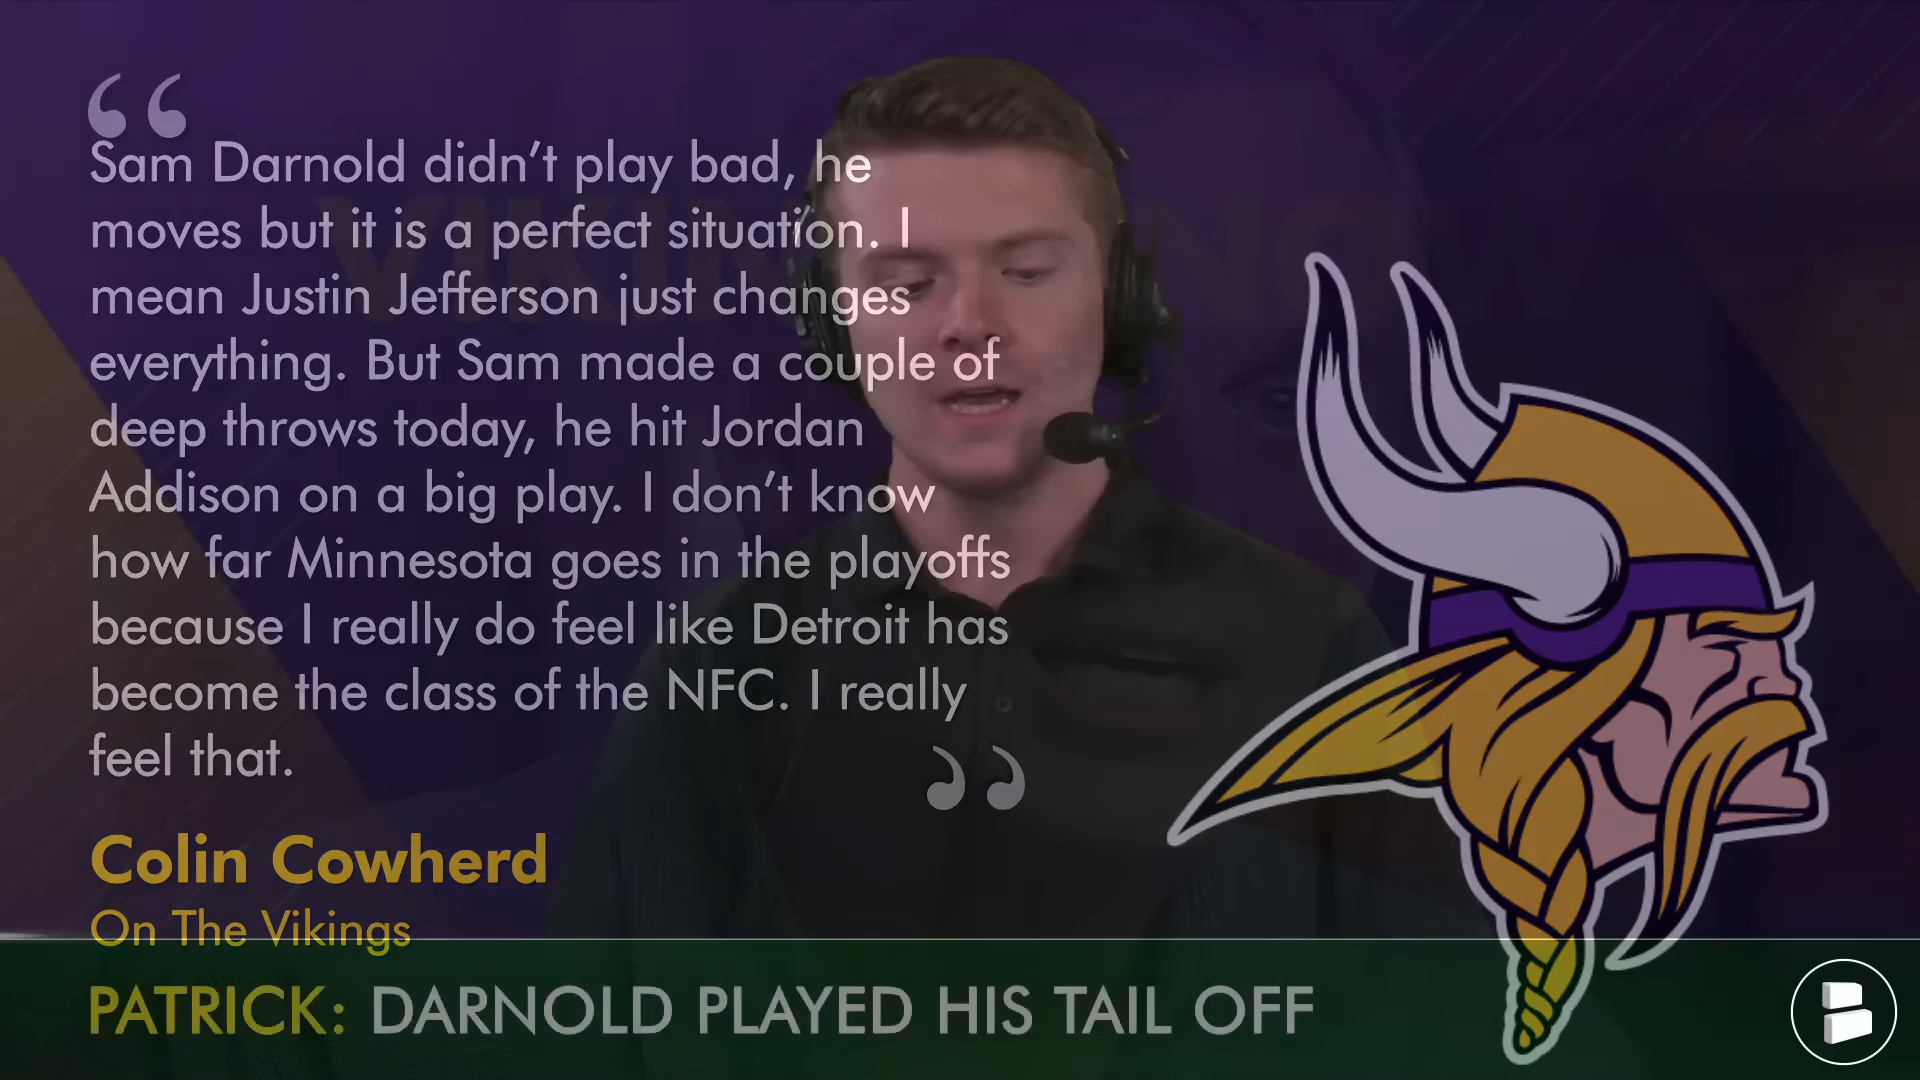 “
Sam Darnold didn’t play bad, he
moves but it is a perfect situation. I
mean Justin Jefferson just changes
everything. But Sam made a couple of
deep throws today, he hit Jordan
Addison on a big play. I don’t know
how far Minnesota goes in the playoffs
because I really do feel like Detroit has
become the class of the NFC. I really
feel that.
”
Colin Cowherd
On The Vikings
PATRICK: DARNOLD PLAYED HIS TAIL OFF